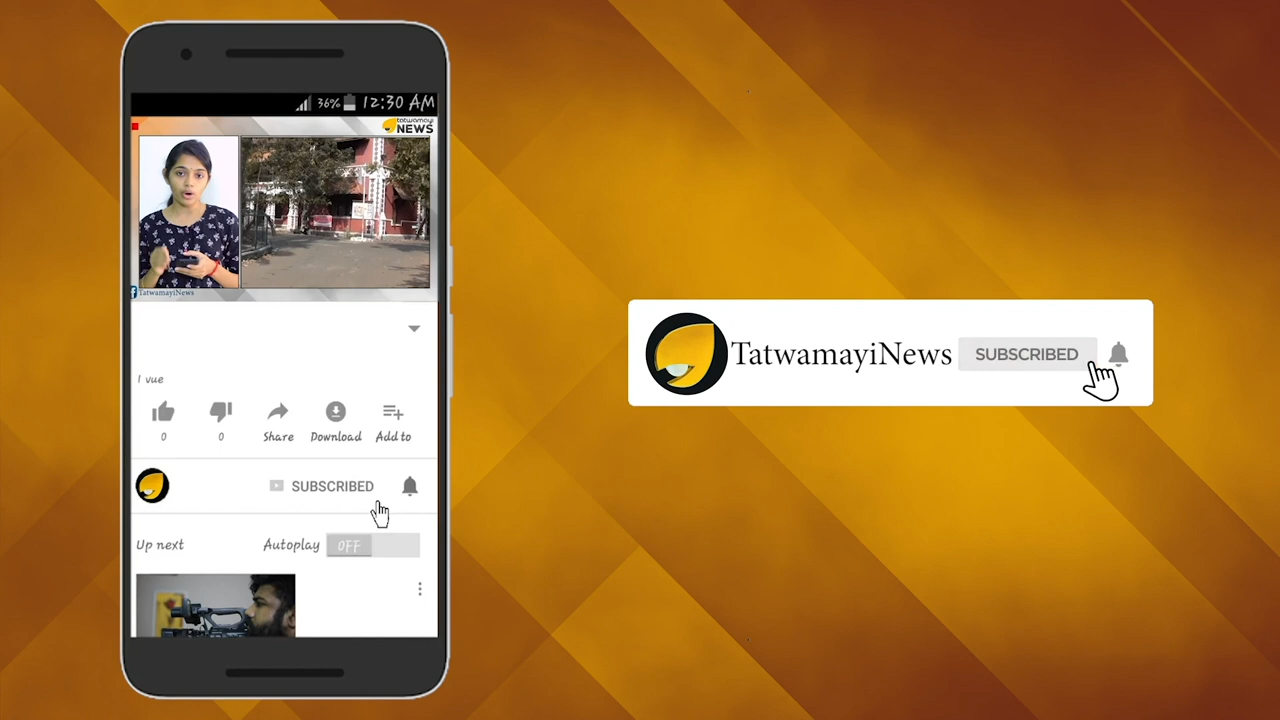 36% 12:30 AM
tatwamayi
NEWS
TatwamayiNews
1 vue
0 0 Share Download Add to
SUBSCRIBED
Up next Autoplay OFF
TatwamayiNews SUBSCRIBED